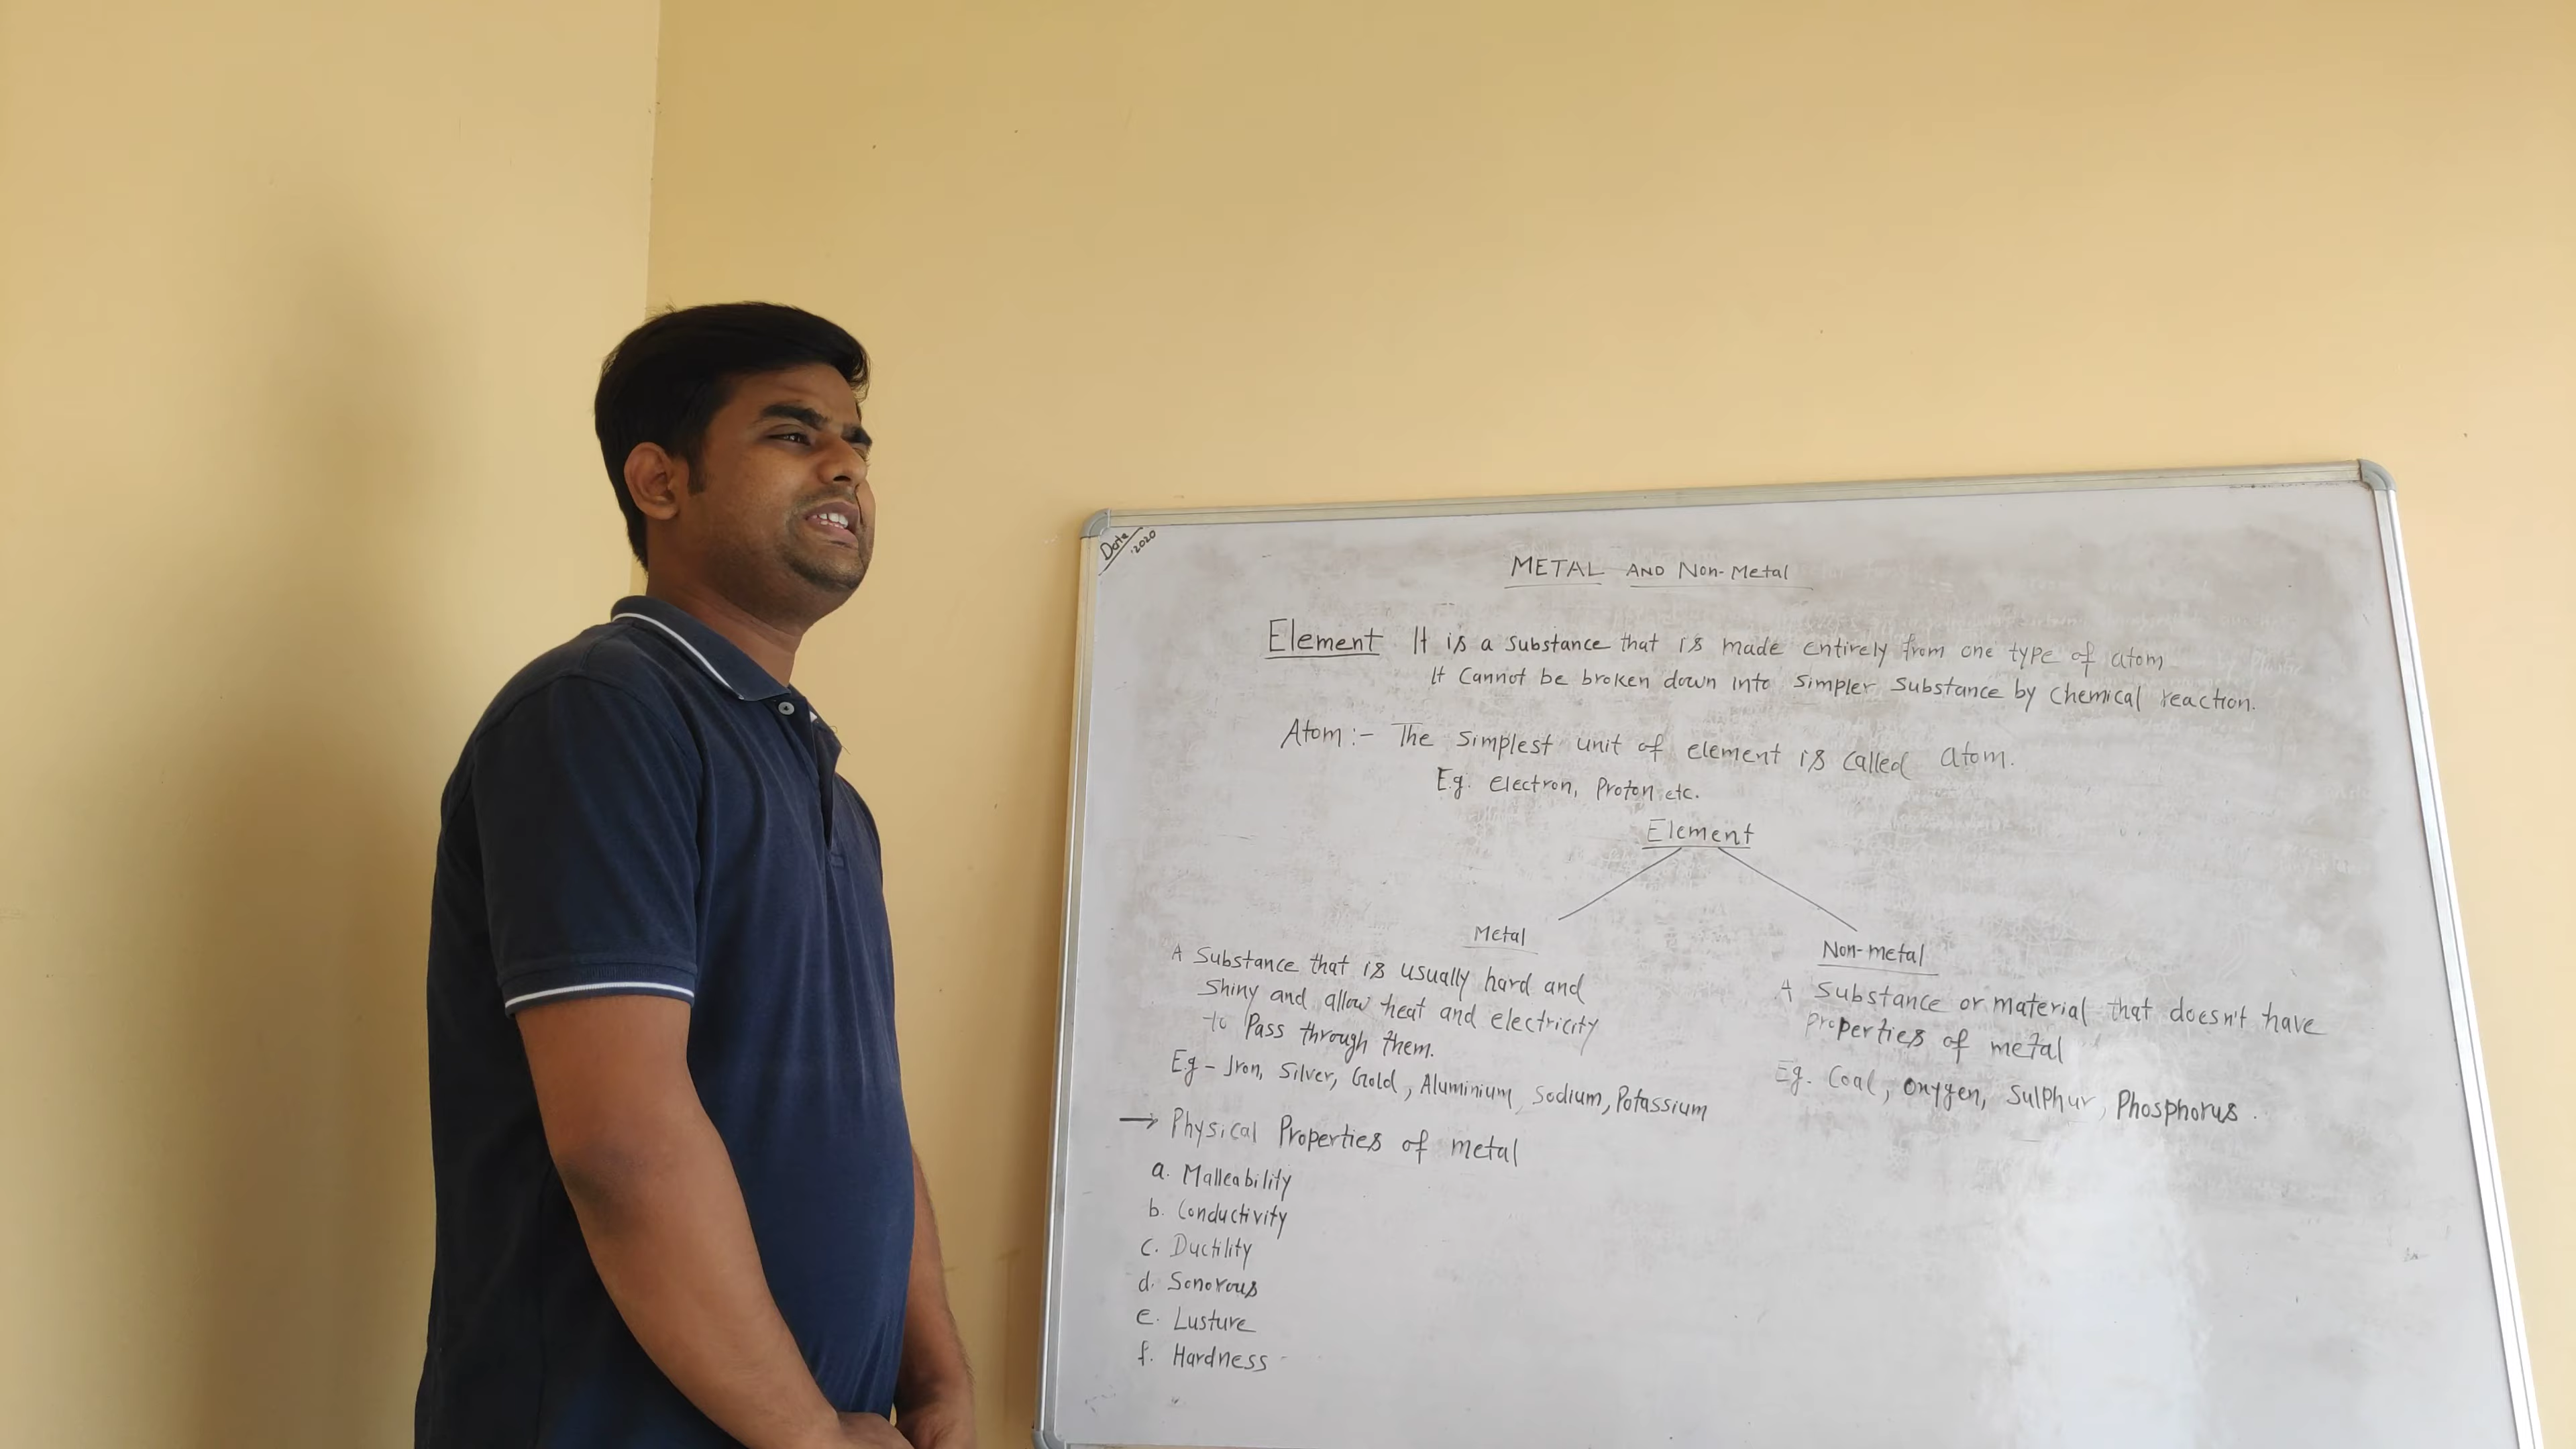 Date
.2020
METAL AND Non-Metal
Element It is a substance that is made entirely from one type of atom
It Cannot be broken down into simpler substance by chemical reaction.
Atom :- The simplest unit of element is called atom.
E.g. electron, Proton etc.
Element
Metal
A Substance that is usually hard and
Shiny and allow heat and electricity
to Pass through them.
Eg - Iron, Silver, Gold, Aluminium, Sodium, Potassium
Non-metal
A Substance or material that doesn't have
Properties of metal
Eg. Coal, oxygen, Sulphur, Phosphorus.
→ Physical Properties of metal
a. Malleability
b. Conductivity
c. Ductility
d. Sonorous
e. Lusture
f. Hardness